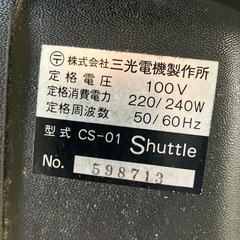 〶 株式会社 三光電機製作所
定格電圧 100V
定格消費電力 220/240W
定格周波数 50/60Hz
型式 CS-01 Shuttle
No. 598713